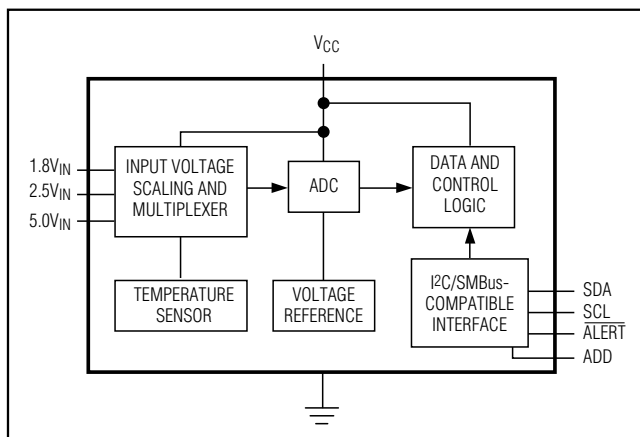 VCC
1.8VIN
2.5VIN
5.0VIN
INPUT VOLTAGE
SCALING AND
MULTIPLEXER
ADC
DATA AND
CONTROL
LOGIC
TEMPERATURE
SENSOR
VOLTAGE
REFERENCE
I²C/SMBus-
COMPATIBLE
INTERFACE
SDA
SCL
ALERT
ADD